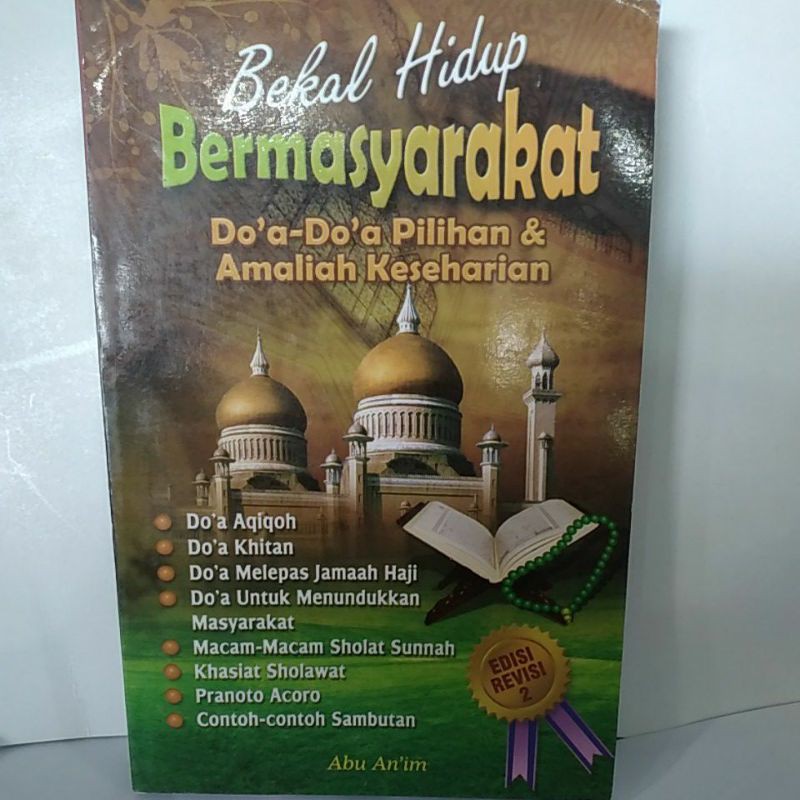 Bekal Hidup
Bermasyarakat
Do'a-Do'a Pilihan &
Amaliah Keseharian
Do'a Aqiqoh
Do'a Khitan
Do'a Melepas Jamaah Haji
Do'a Untuk Menundukkan
Masyarakat
Macam-Macam Sholat Sunnah
Khasiat Sholawat
Pranoto Acoro
Contoh-contoh Sambutan
EDISI
REVISI
2
Abu An'im